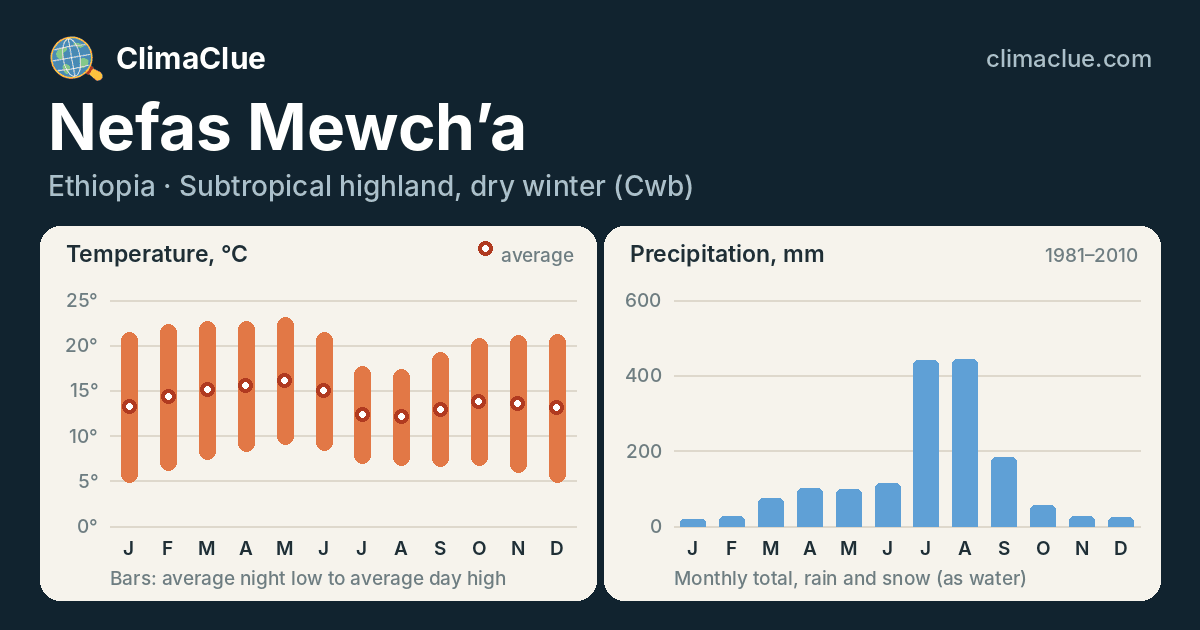 ClimaClue
climaclue.com
Nefas Mewch’a
Ethiopia · Subtropical highland, dry winter (Cwb)
Temperature, °C
average
25°
20°
15°
10°
5°
0°
J F M A M J J A S O N D
Bars: average night low to average day high
Precipitation, mm
1981–2010
600
400
200
0
J F M A M J J A S O N D
Monthly total, rain and snow (as water)